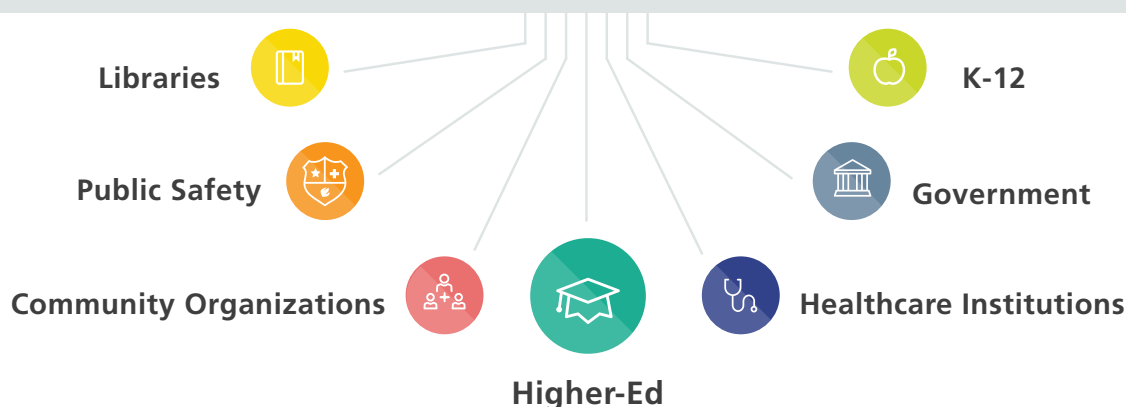 Libraries
K-12
Public Safety
Government
Community Organizations
Healthcare Institutions
Higher-Ed